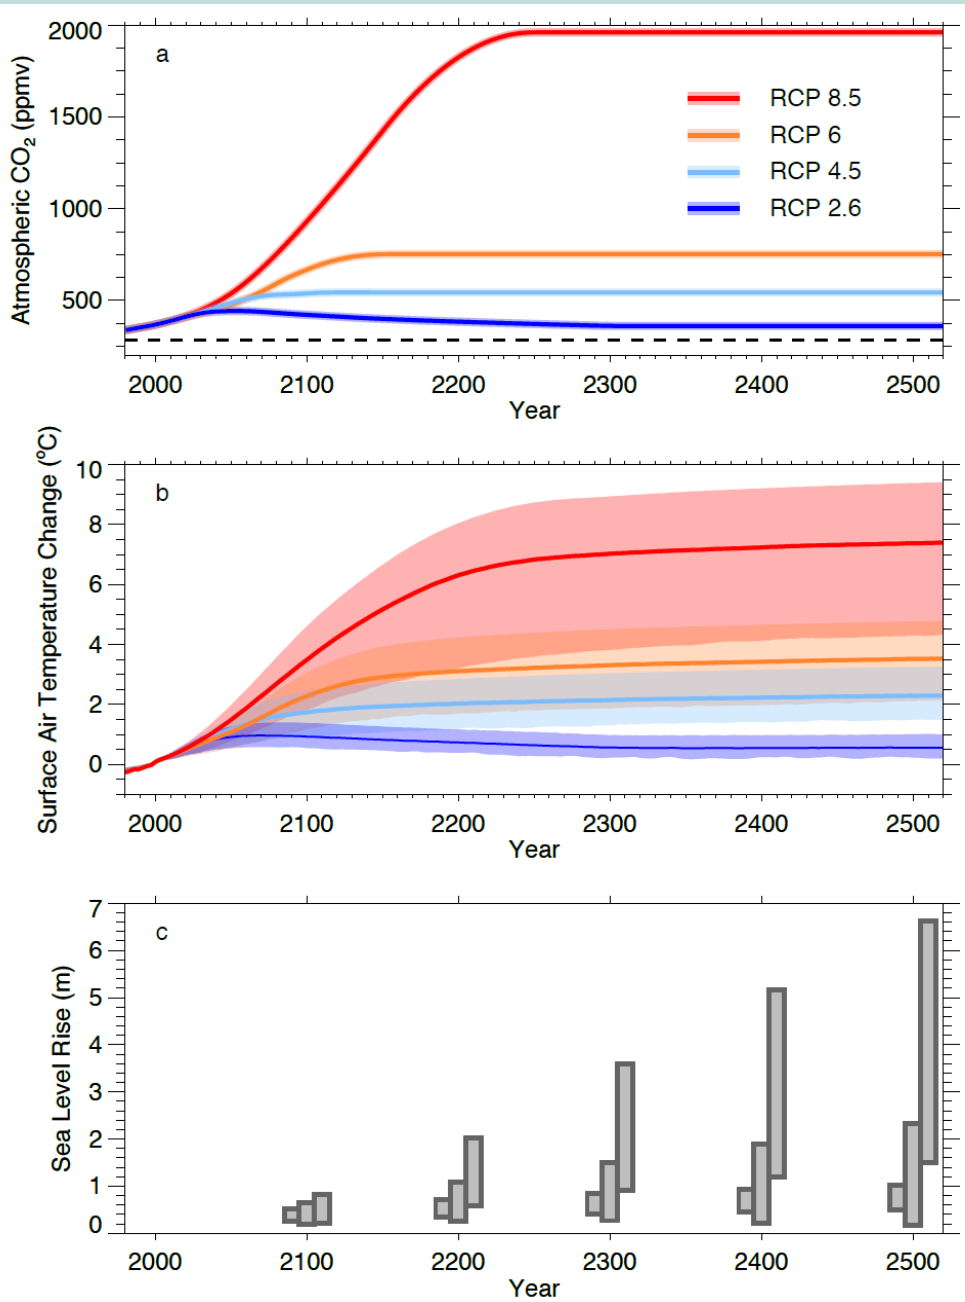 Atmospheric CO2 (ppmv)
2000
1500
1000
500
a
RCP 8.5
RCP 6
RCP 4.5
RCP 2.6
2000 2100 2200 2300 2400 2500
Year
Surface Air Temperature Change (°C)
10
8
6
4
2
0
b
2000 2100 2200 2300 2400 2500
Year
Sea Level Rise (m)
7
6
5
4
3
2
1
0
c
2000 2100 2200 2300 2400 2500
Year